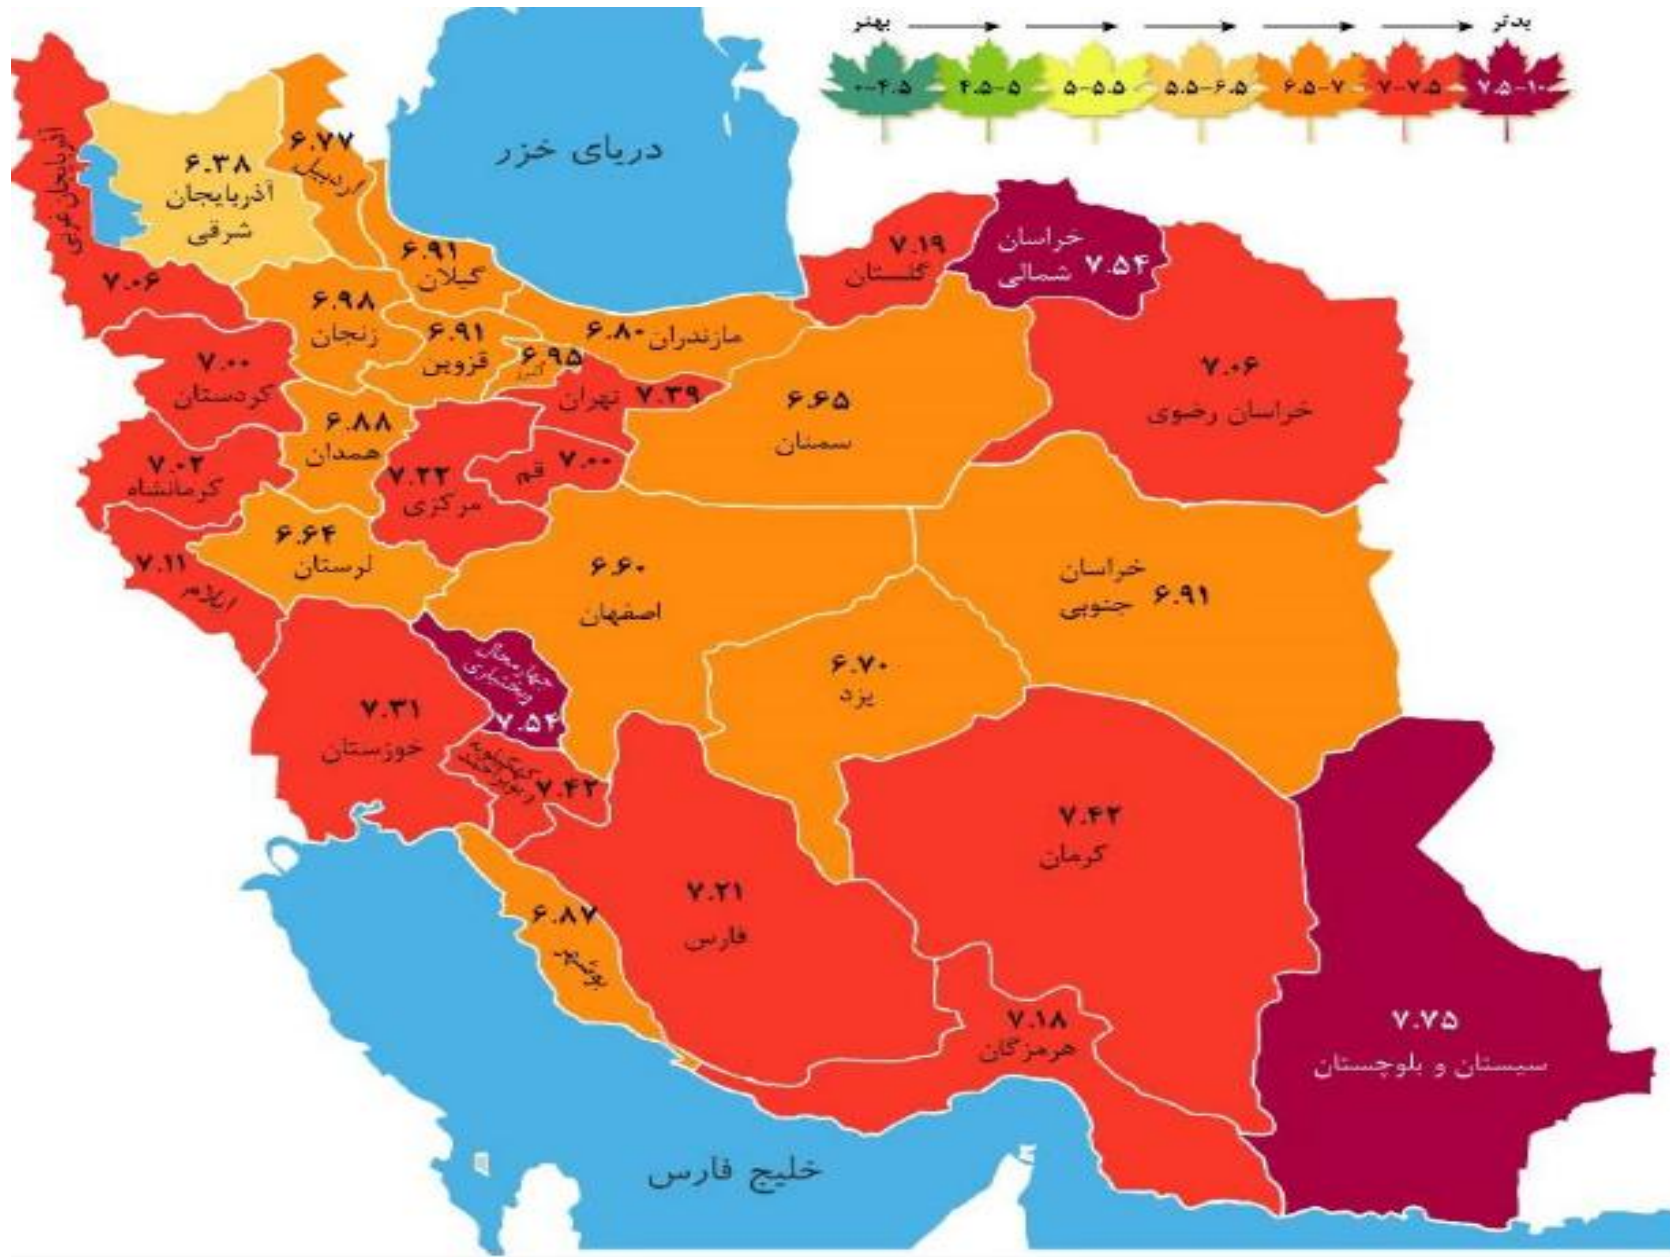 بهتر
بدتر
۰-۴.۵
۴.۵-۵
۵-۵.۵
۵.۵-۶.۵
۶.۵-۷
۷-۷.۵
۷.۵-۱۰
دریای خزر
آذربایجان غربی
۷.۰۶
۶.۳۸
آذربایجان
شرقی
۶.۷۷
اردبیل
۶.۹۱
گیلان
۶.۹۸
زنجان
۶.۹۱
قزوین
۶.۹۵
البرز
۶.۸۰ مازندران
۷.۱۹
گلستان
خراسان
شمالی
۷.۵۴
۷.۰۶
خراسان رضوی
۷.۰۰
کردستان
۶.۸۸
همدان
تهران ۷.۳۹
۶.۶۵
سمنان
۷.۰۲
کرمانشاه
۷.۲۲
مرکزی
قم ۷.۰۰
۷.۱۱
ایلام
۶.۶۴
لرستان
۶.۶۰
اصفهان
خراسان
جنوبی
۶.۹۱
چهارمحال
وبختیاری
۷.۵۴
۶.۷۰
یزد
۷.۳۱
خوزستان
کهگیلویه
و بویراحمد
۷.۴۲
۷.۴۲
کرمان
۷.۲۱
فارس
۶.۸۷
بوشهر
۷.۱۸
هرمزگان
۷.۷۵
سیستان و بلوچستان
خلیج فارس